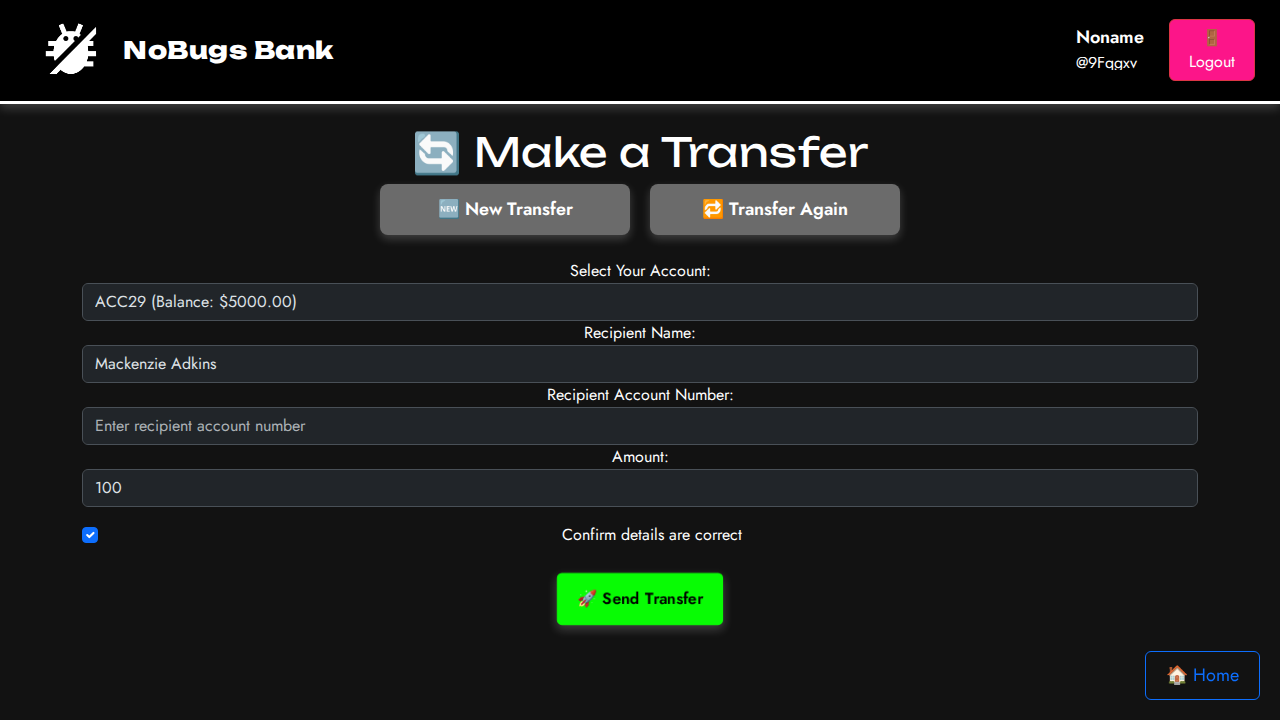 NoBugs Bank
Noname
@9Fqgxv
🚪
Logout
🔄 Make a Transfer
🆕 New Transfer
🔁 Transfer Again
Select Your Account:
ACC29 (Balance: $5000.00)
Recipient Name:
Mackenzie Adkins
Recipient Account Number:
Enter recipient account number
Amount:
100
Confirm details are correct
🚀 Send Transfer
🏠 Home